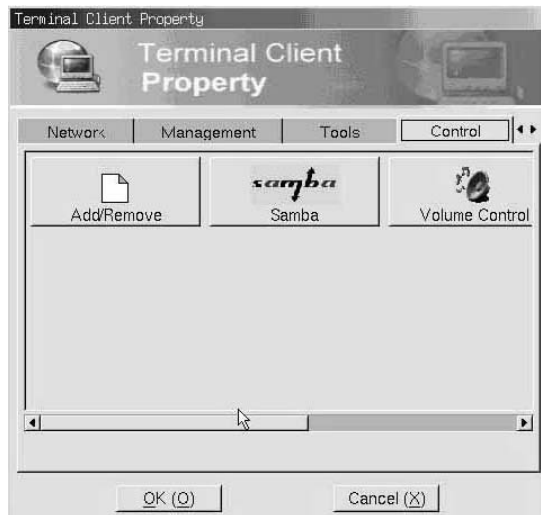 Terminal Client Property
Terminal Client
Property
Network Management Tools Control
samba
Add/Remove Samba Volume Control
OK (O) Cancel (X)